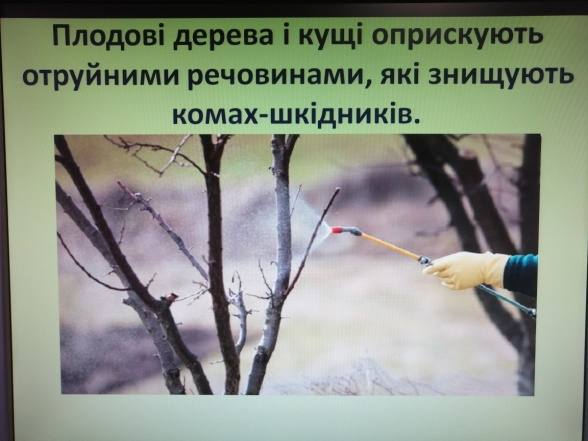 Плодові дерева і кущі оприскують
отруйними речовинами, які знищують
комах-шкідників.